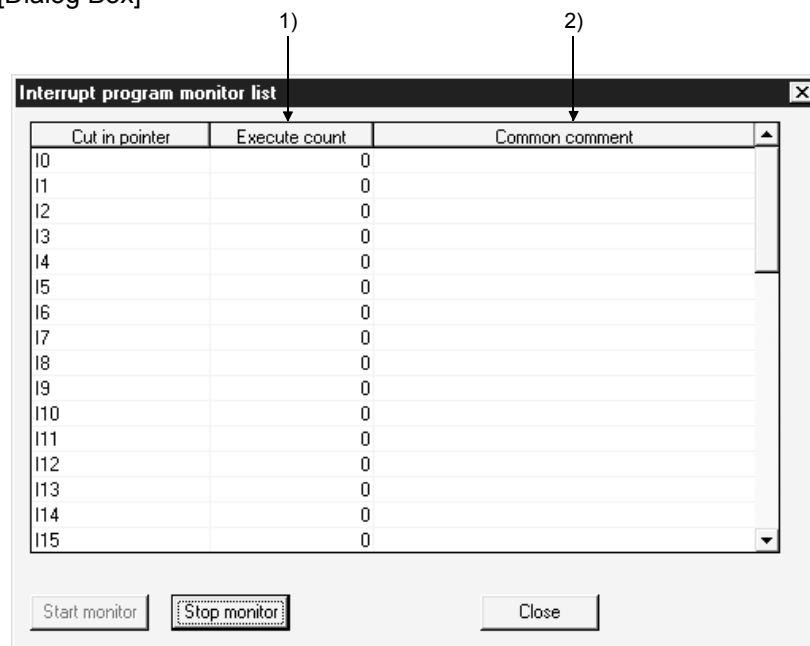 [Dialog Box]
1) 2)
Interrupt program monitor list
Cut in pointer Execute count Common comment
I0 0
I1 0
I2 0
I3 0
I4 0
I5 0
I6 0
I7 0
I8 0
I9 0
I10 0
I11 0
I12 0
I13 0
I14 0
I15 0
Start monitor Stop monitor Close